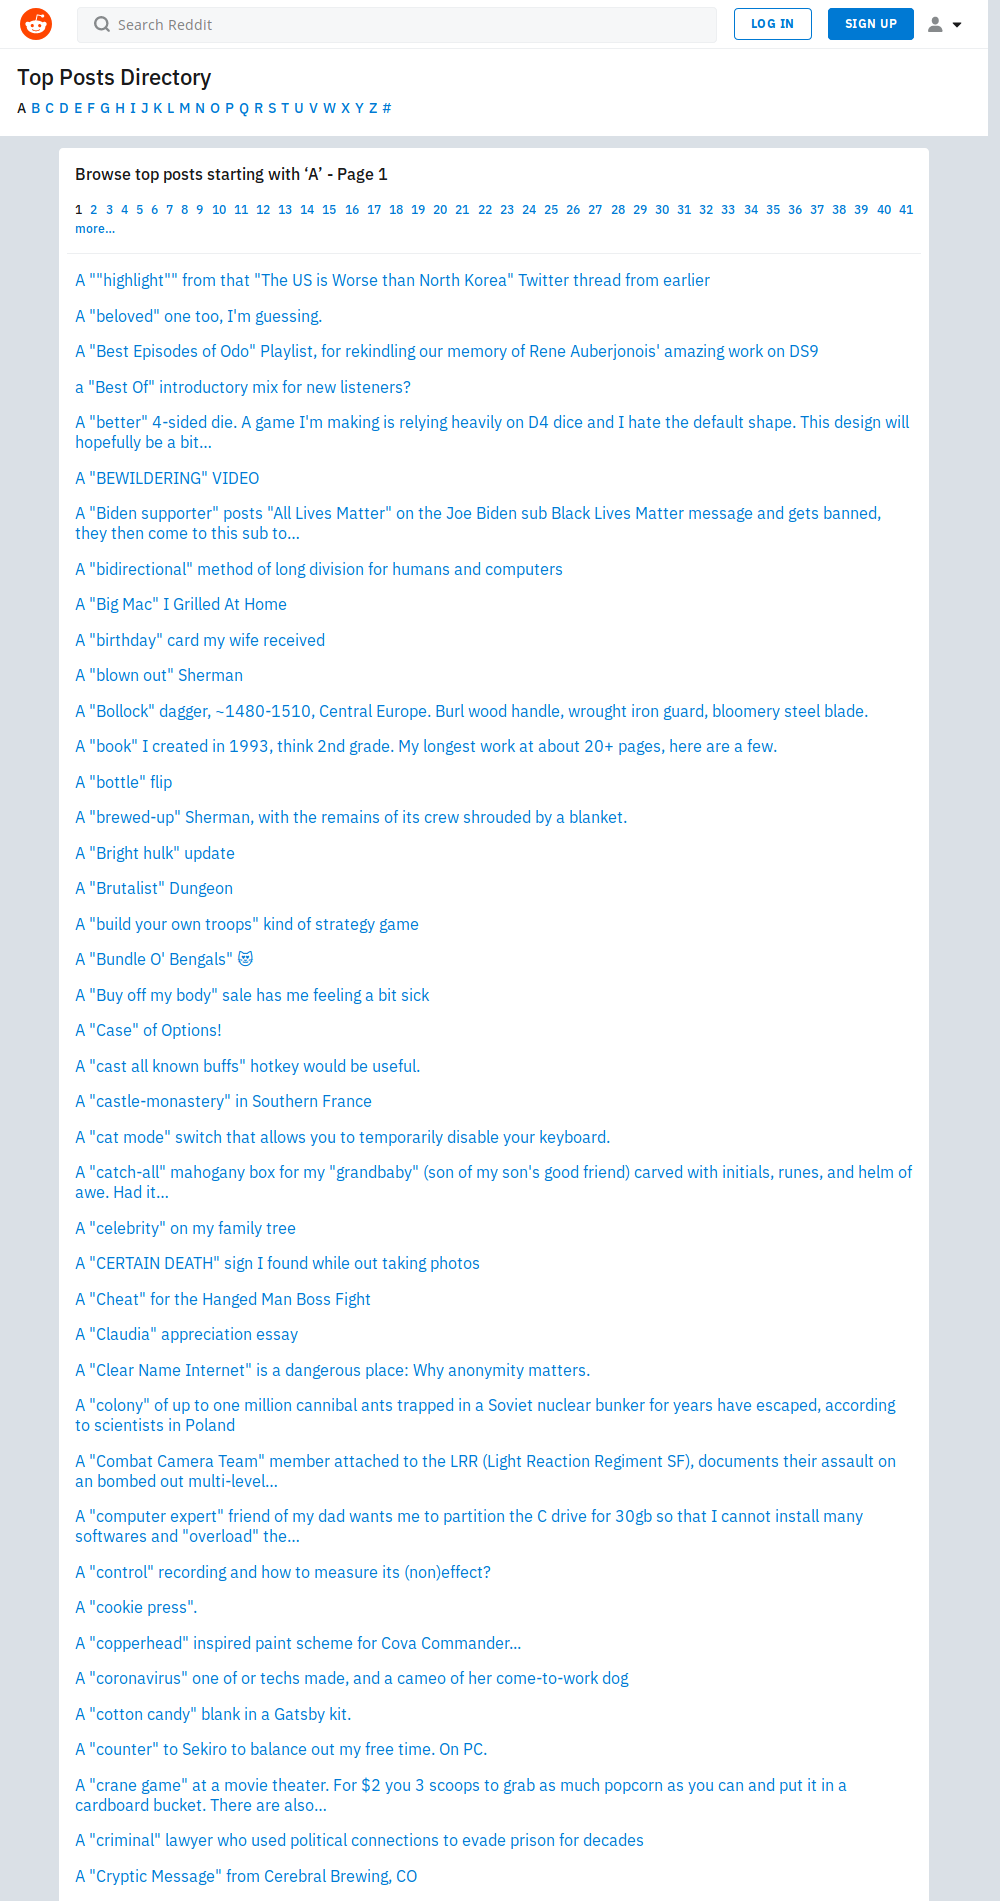 Search Reddit
LOG IN
SIGN UP
Top Posts Directory
A B C D E F G H I J K L M N O P Q R S T U V W X Y Z #
Browse top posts starting with ‘A’ - Page 1
1 2 3 4 5 6 7 8 9 10 11 12 13 14 15 16 17 18 19 20 21 22 23 24 25 26 27 28 29 30 31 32 33 34 35 36 37 38 39 40 41
more...
A ""highlight"" from that "The US is Worse than North Korea" Twitter thread from earlier
A "beloved" one too, I'm guessing.
A "Best Episodes of Odo" Playlist, for rekindling our memory of Rene Auberjonois' amazing work on DS9
a "Best Of" introductory mix for new listeners?
A "better" 4-sided die. A game I'm making is relying heavily on D4 dice and I hate the default shape. This design will
hopefully be a bit...
A "BEWILDERING" VIDEO
A "Biden supporter" posts "All Lives Matter" on the Joe Biden sub Black Lives Matter message and gets banned,
they then come to this sub to...
A "bidirectional" method of long division for humans and computers
A "Big Mac" I Grilled At Home
A "birthday" card my wife received
A "blown out" Sherman
A "Bollock" dagger, ~1480-1510, Central Europe. Burl wood handle, wrought iron guard, bloomery steel blade.
A "book" I created in 1993, think 2nd grade. My longest work at about 20+ pages, here are a few.
A "bottle" flip
A "brewed-up" Sherman, with the remains of its crew shrouded by a blanket.
A "Bright hulk" update
A "Brutalist" Dungeon
A "build your own troops" kind of strategy game
A "Bundle O' Bengals" 😻
A "Buy off my body" sale has me feeling a bit sick
A "Case" of Options!
A "cast all known buffs" hotkey would be useful.
A "castle-monastery" in Southern France
A "cat mode" switch that allows you to temporarily disable your keyboard.
A "catch-all" mahogany box for my "grandbaby" (son of my son's good friend) carved with initials, runes, and helm of
awe. Had it...
A "celebrity" on my family tree
A "CERTAIN DEATH" sign I found while out taking photos
A "Cheat" for the Hanged Man Boss Fight
A "Claudia" appreciation essay
A "Clear Name Internet" is a dangerous place: Why anonymity matters.
A "colony" of up to one million cannibal ants trapped in a Soviet nuclear bunker for years have escaped, according
to scientists in Poland
A "Combat Camera Team" member attached to the LRR (Light Reaction Regiment SF), documents their assault on
an bombed out multi-level...
A "computer expert" friend of my dad wants me to partition the C drive for 30gb so that I cannot install many
softwares and "overload" the...
A "control" recording and how to measure its (non)effect?
A "cookie press".
A "copperhead" inspired paint scheme for Cova Commander...
A "coronavirus" one of or techs made, and a cameo of her come-to-work dog
A "cotton candy" blank in a Gatsby kit.
A "counter" to Sekiro to balance out my free time. On PC.
A "crane game" at a movie theater. For $2 you 3 scoops to grab as much popcorn as you can and put it in a
cardboard bucket. There are also...
A "criminal" lawyer who used political connections to evade prison for decades
A "Cryptic Message" from Cerebral Brewing, CO